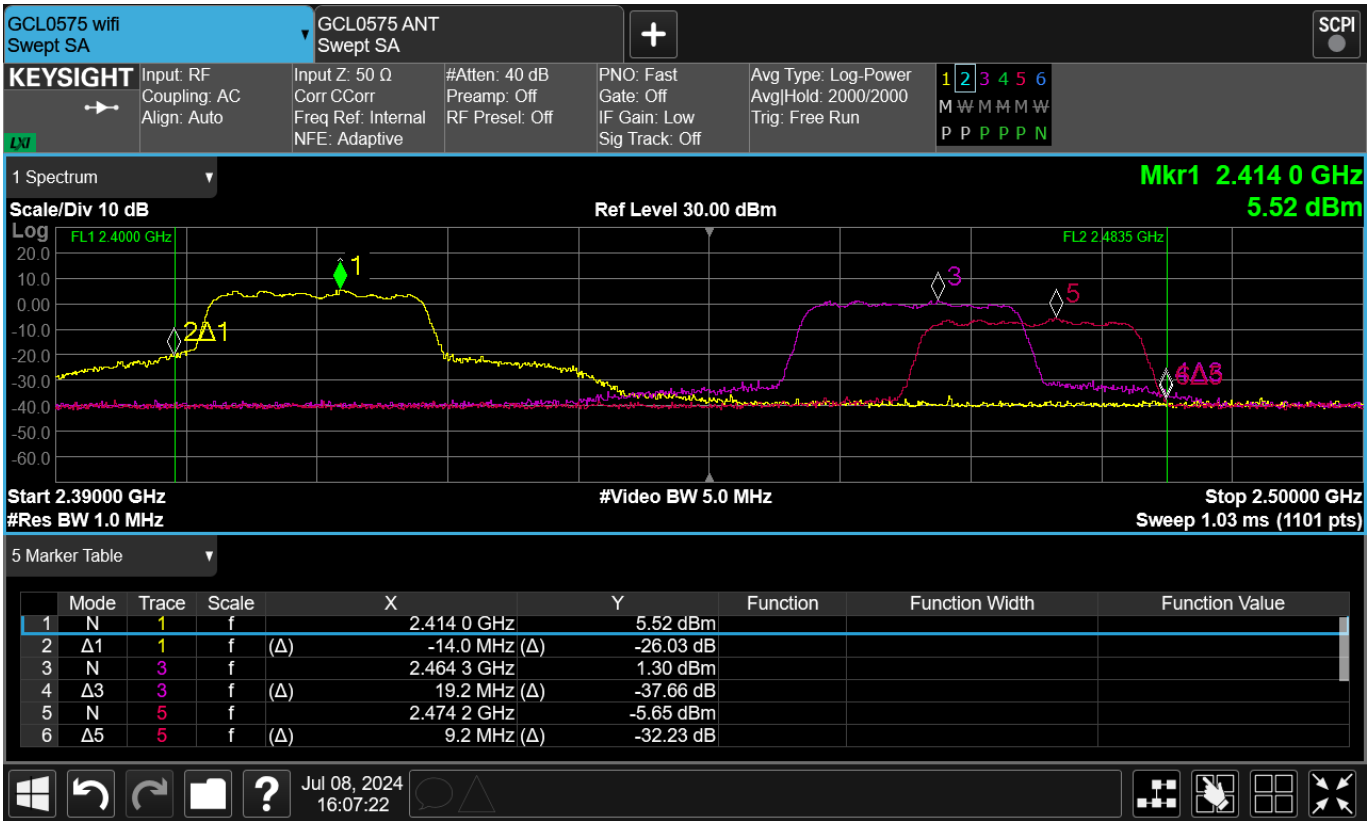 GCL0575 wifi
Swept SA
GCL0575 ANT
Swept SA
SCPI
KEYSIGHT
LXI
Input: RF
Coupling: AC
Align: Auto
Input Z: 50 Ω
Corr CCorr
Freq Ref: Internal
NFE: Adaptive
#Atten: 40 dB
Preamp: Off
RF Presel: Off
PNO: Fast
Gate: Off
IF Gain: Low
Sig Track: Off
Avg Type: Log-Power
Avg|Hold: 2000/2000
Trig: Free Run
1 2 3 4 5 6
M W M M M W
P P P P P N
1 Spectrum
Mkr1 2.414 0 GHz
5.52 dBm
Scale/Div 10 dB
Ref Level 30.00 dBm
Log
FL1 2.4000 GHz
FL2 2.4835 GHz
20.0
10.0
0.00
-10.0
-20.0
-30.0
-40.0
-50.0
-60.0
1
2Δ1
3
5
Start 2.39000 GHz
#Video BW 5.0 MHz
Stop 2.50000 GHz
#Res BW 1.0 MHz
Sweep 1.03 ms (1101 pts)
5 Marker Table
Mode Trace Scale X Y Function Function Width Function Value
1 N 1 f 2.414 0 GHz 5.52 dBm
2 Δ1 1 f (Δ) -14.0 MHz (Δ) -26.03 dB
3 N 3 f 2.464 3 GHz 1.30 dBm
4 Δ3 3 f (Δ) 19.2 MHz (Δ) -37.66 dB
5 N 5 f 2.474 2 GHz -5.65 dBm
6 Δ5 5 f (Δ) 9.2 MHz (Δ) -32.23 dB
Jul 08, 2024
16:07:22